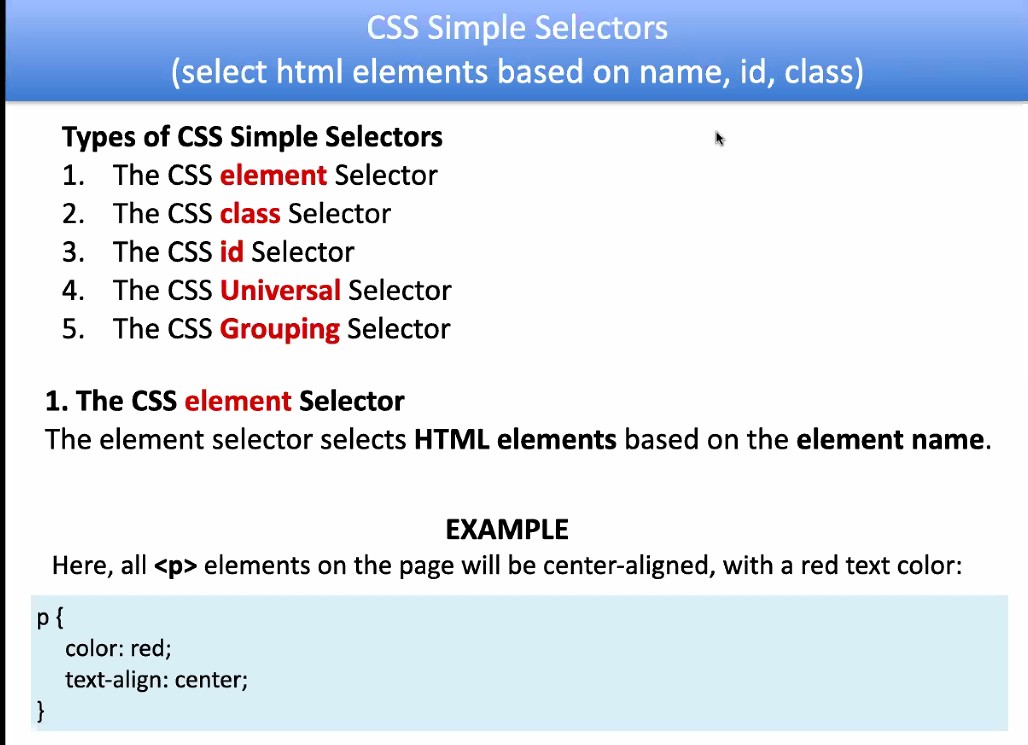 CSS Simple Selectors
(select html elements based on name, id, class)
Types of CSS Simple Selectors
1. The CSS element Selector
2. The CSS class Selector
3. The CSS id Selector
4. The CSS Universal Selector
5. The CSS Grouping Selector
1. The CSS element Selector
The element selector selects HTML elements based on the element name.
EXAMPLE
Here, all <p> elements on the page will be center-aligned, with a red text color:
p {
color: red;
text-align: center;
}